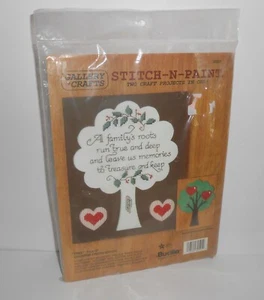 GALLERY OF CRAFTS
STITCH-N-PAINT
TWO CRAFT PROJECTS IN ONE!
A family's roots
run true and deep
and leave us memories
to treasure and keep
Bucilla